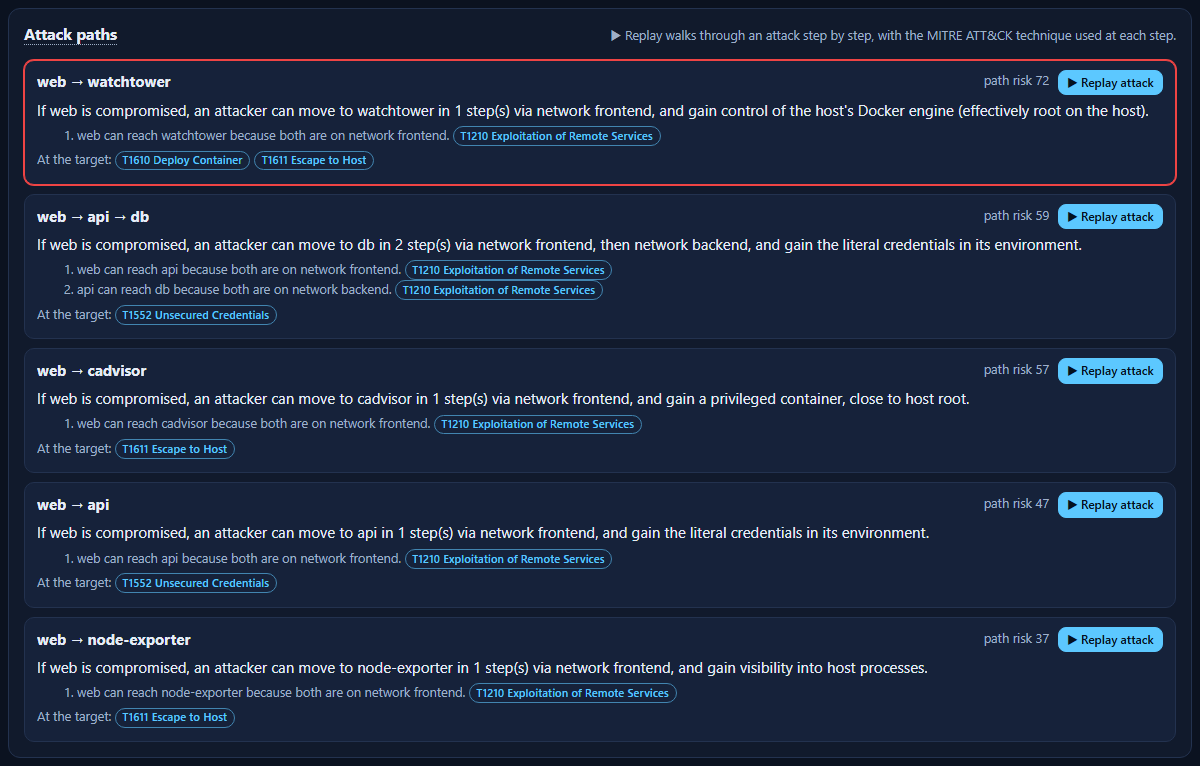 Attack paths
▶ Replay walks through an attack step by step, with the MITRE ATT&CK technique used at each step.
web → watchtower
path risk 72
▶ Replay attack
If web is compromised, an attacker can move to watchtower in 1 step(s) via network frontend, and gain control of the host's Docker engine (effectively root on the host).
1. web can reach watchtower because both are on network frontend. T1210 Exploitation of Remote Services
At the target: T1610 Deploy Container T1611 Escape to Host
web → api → db
path risk 59
▶ Replay attack
If web is compromised, an attacker can move to db in 2 step(s) via network frontend, then network backend, and gain the literal credentials in its environment.
1. web can reach api because both are on network frontend. T1210 Exploitation of Remote Services
2. api can reach db because both are on network backend. T1210 Exploitation of Remote Services
At the target: T1552 Unsecured Credentials
web → cadvisor
path risk 57
▶ Replay attack
If web is compromised, an attacker can move to cadvisor in 1 step(s) via network frontend, and gain a privileged container, close to host root.
1. web can reach cadvisor because both are on network frontend. T1210 Exploitation of Remote Services
At the target: T1611 Escape to Host
web → api
path risk 47
▶ Replay attack
If web is compromised, an attacker can move to api in 1 step(s) via network frontend, and gain the literal credentials in its environment.
1. web can reach api because both are on network frontend. T1210 Exploitation of Remote Services
At the target: T1552 Unsecured Credentials
web → node-exporter
path risk 37
▶ Replay attack
If web is compromised, an attacker can move to node-exporter in 1 step(s) via network frontend, and gain visibility into host processes.
1. web can reach node-exporter because both are on network frontend. T1210 Exploitation of Remote Services
At the target: T1611 Escape to Host